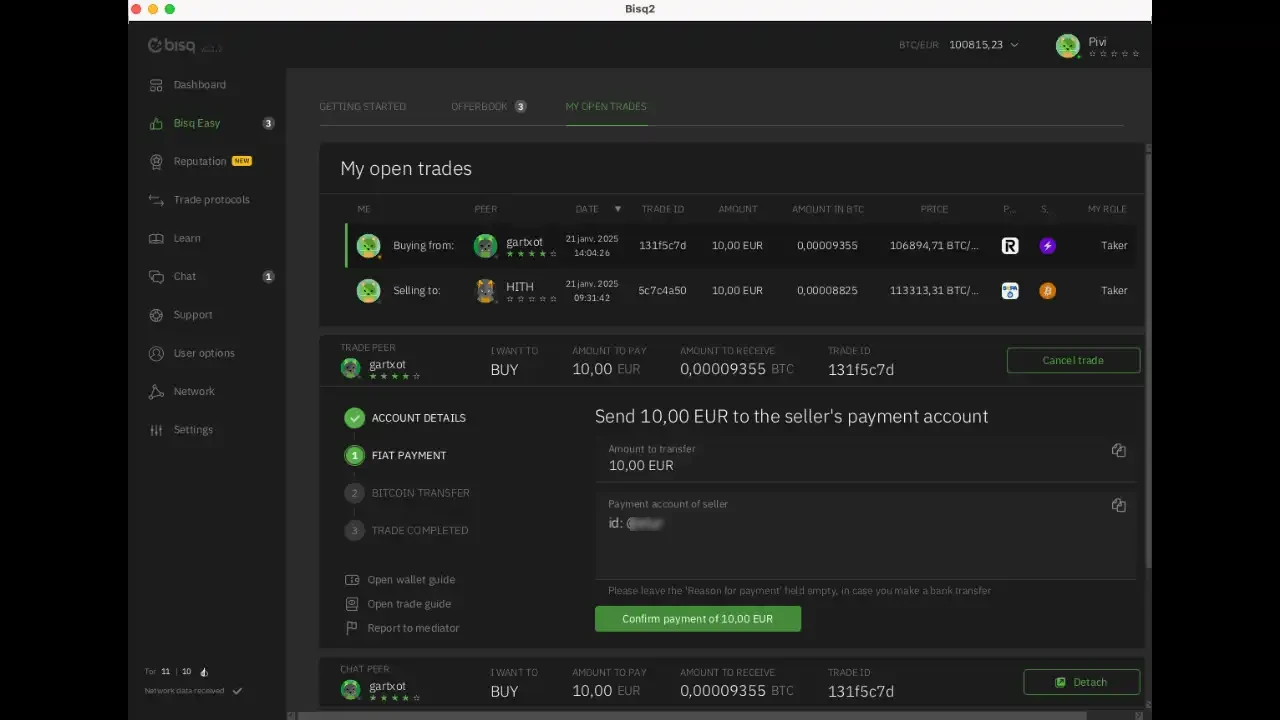 Bisq2
bisq
BTC/EUR 100815,23
Pivi
Dashboard
Bisq Easy 3
Reputation NEW
Trade protocols
Learn
Chat 1
Support
User options
Network
Settings
Tor 11 | 10
Network data received
GETTING STARTED
OFFERBOOK 3
MY OPEN TRADES
My open trades
ME PEER DATE TRADE ID AMOUNT AMOUNT IN BTC PRICE P... S.. MY ROLE
Buying from: gartxot 21 janv. 2025 14:04:26 131f5c7d 10,00 EUR 0,00009355 106894,71 BTC/... R Taker
Selling to: HITH 21 janv. 2025 09:31:42 5c7c4a50 10,00 EUR 0,00008825 113313,31 BTC/... Taker
TRADE PEER I WANT TO AMOUNT TO PAY AMOUNT TO RECEIVE TRADE ID
gartxot BUY 10,00 EUR 0,00009355 BTC 131f5c7d
Cancel trade
ACCOUNT DETAILS
1 FIAT PAYMENT
2 BITCOIN TRANSFER
3 TRADE COMPLETED
Open wallet guide
Open trade guide
Report to mediator
Send 10,00 EUR to the seller's payment account
Amount to transfer
10,00 EUR
Payment account of seller
id:
Please leave the 'Reason for payment' field empty, in case you make a bank transfer
Confirm payment of 10,00 EUR
CHAT PEER I WANT TO AMOUNT TO PAY AMOUNT TO RECEIVE TRADE ID
gartxot BUY 10,00 EUR 0,00009355 BTC 131f5c7d
Detach